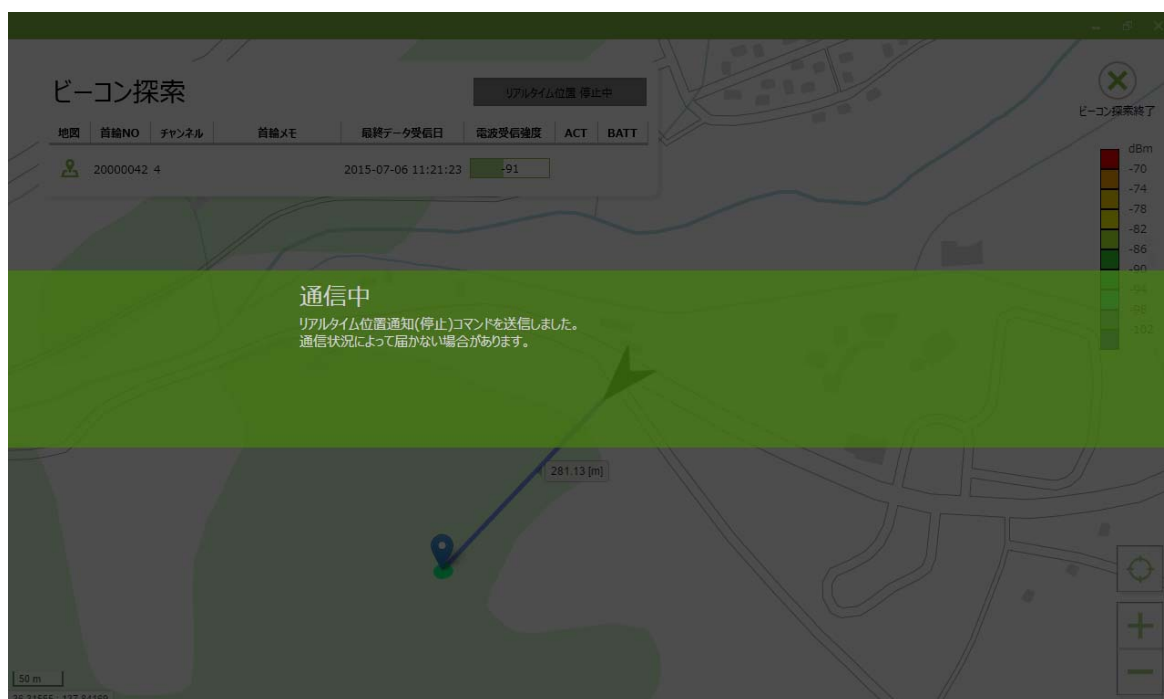 ビーコン探索
リアルタイム位置 停止中
ビーコン探索終了
地図 首輪NO チャンネル 首輪メモ 最終データ受信日 電波受信強度 ACT BATT
20000042 4 2015-07-06 11:21:23 -91
dBm
-70
-74
-78
-82
-86
-90
-94
-98
-102
通信中
リアルタイム位置通知(停止)コマンドを送信しました。
通信状況によって届かない場合があります。
281.13 [m]
50 m